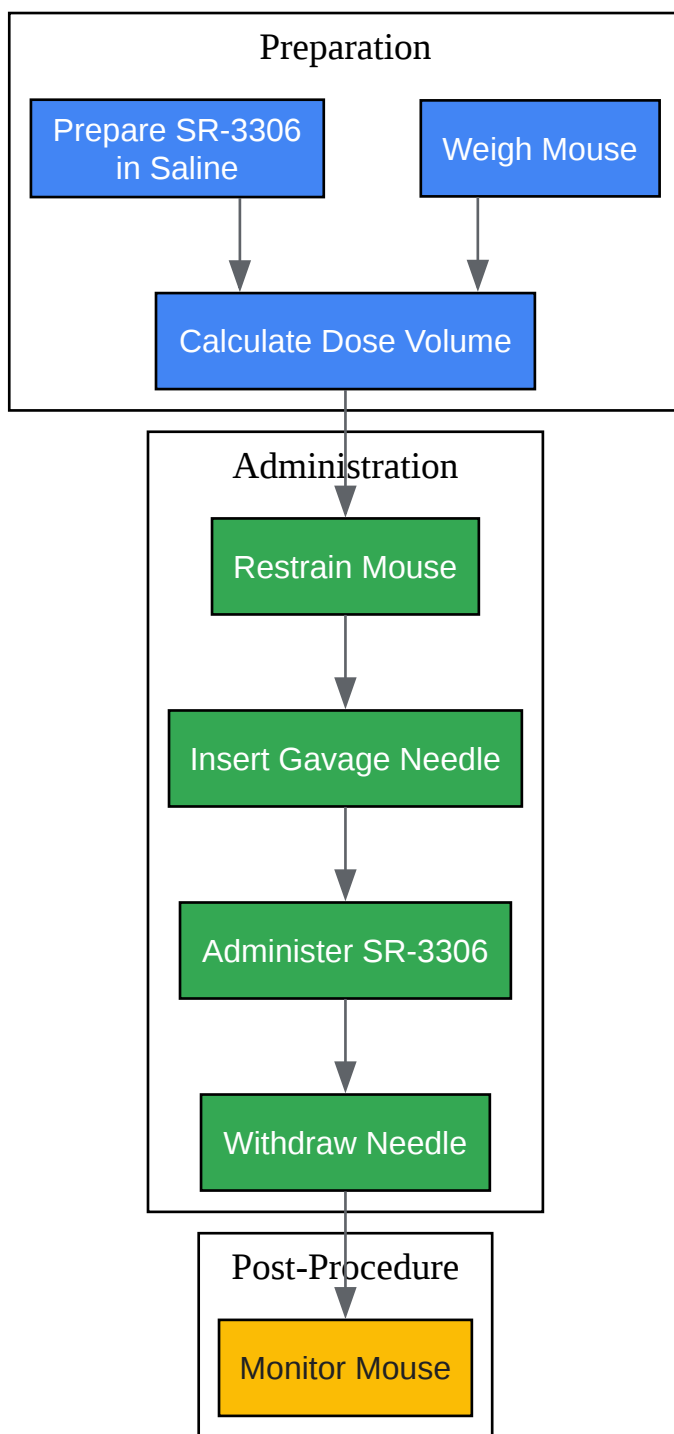 Preparation
Prepare SR-3306
in Saline
Weigh Mouse
Calculate Dose Volume
Administration
Restrain Mouse
Insert Gavage Needle
Administer SR-3306
Withdraw Needle
Post-Procedure
Monitor Mouse